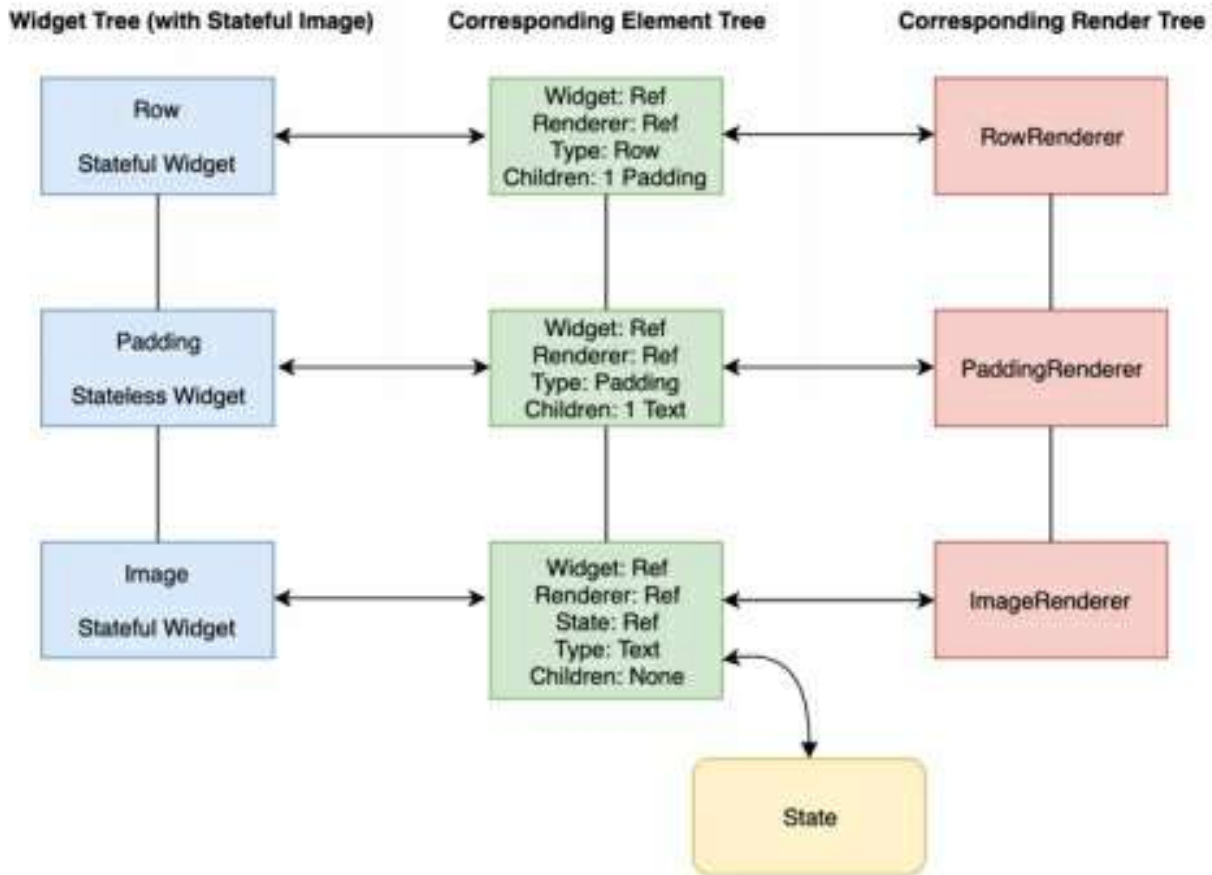 Widget Tree (with Stateful Image)
Corresponding Element Tree
Corresponding Render Tree
Row
Stateful Widget
Widget: Ref
Renderer: Ref
Type: Row
Children: 1 Padding
RowRenderer
Padding
Stateless Widget
Widget: Ref
Renderer: Ref
Type: Padding
Children: 1 Text
PaddingRenderer
Image
Stateful Widget
Widget: Ref
Renderer: Ref
State: Ref
Type: Text
Children: None
ImageRenderer
State